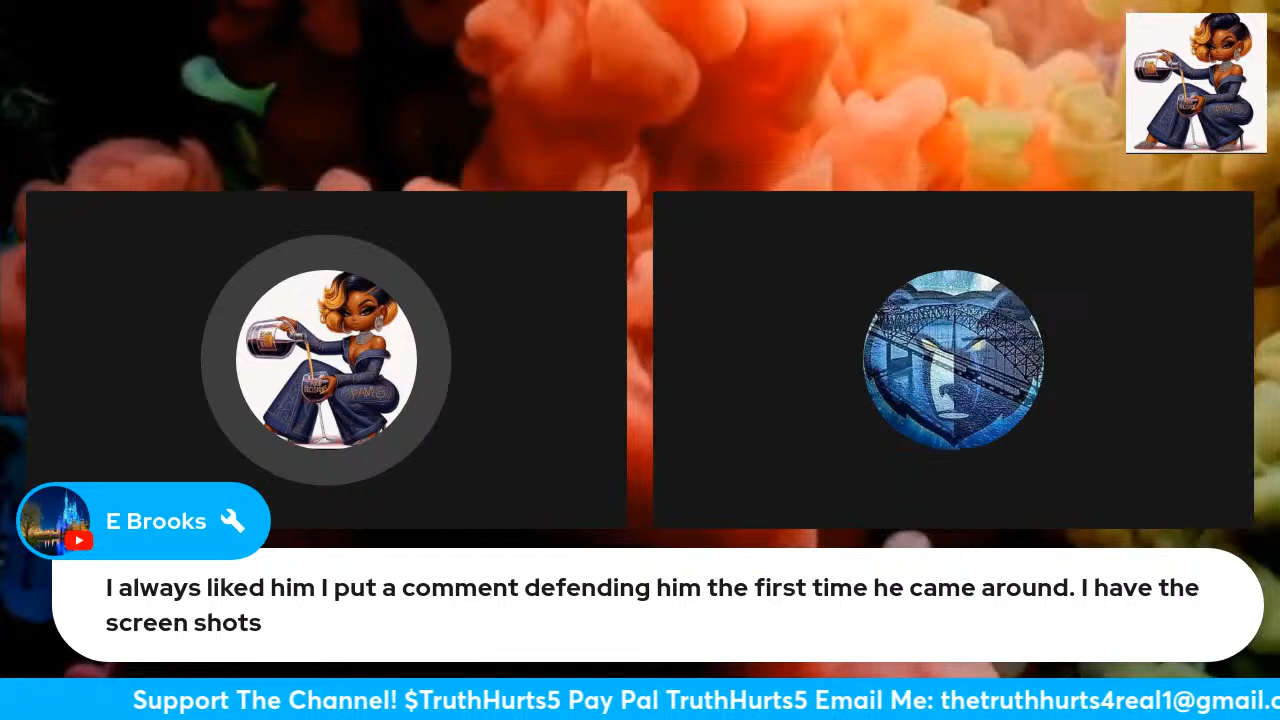 E Brooks
I always liked him I put a comment defending him the first time he came around. I have the
screen shots
Support The Channel! $TruthHurts5 Pay Pal TruthHurts5 Email Me: thetruthhurts4real1@gmail.c